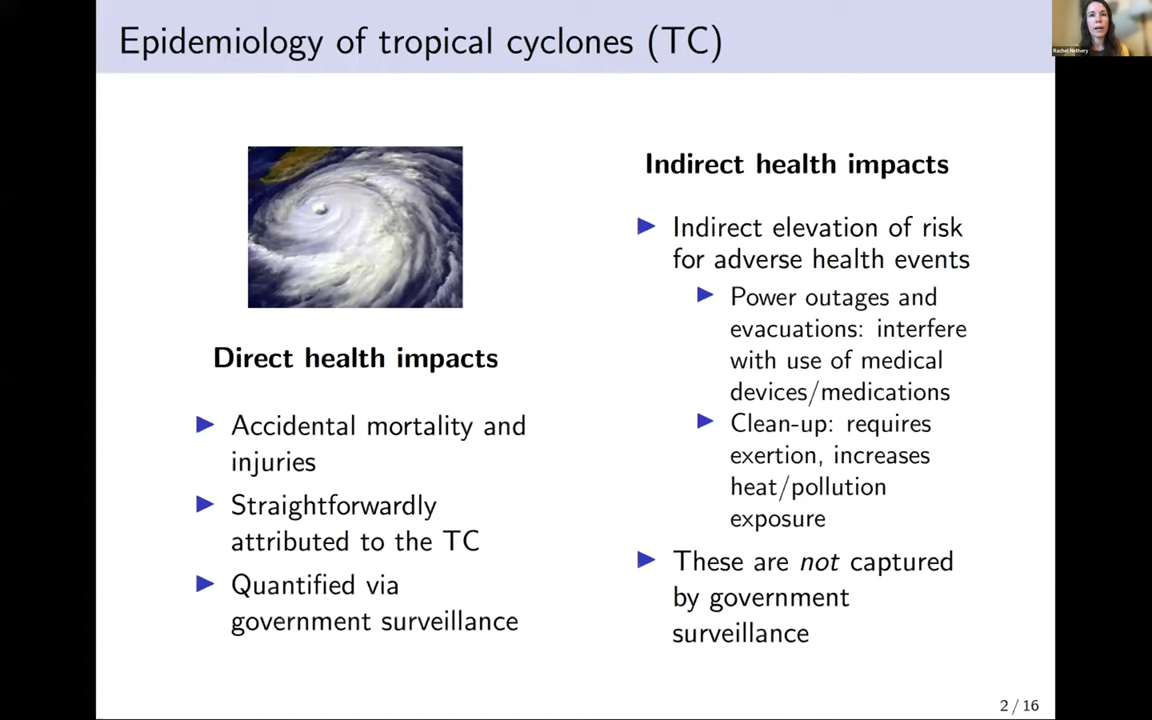 Epidemiology of tropical cyclones (TC)
Rachel Nethery
Direct health impacts
▶ Accidental mortality and
injuries
▶ Straightforwardly
attributed to the TC
▶ Quantified via
government surveillance
Indirect health impacts
▶ Indirect elevation of risk
for adverse health events
▶ Power outages and
evacuations: interfere
with use of medical
devices/medications
▶ Clean-up: requires
exertion, increases
heat/pollution
exposure
▶ These are not captured
by government
surveillance
2 / 16